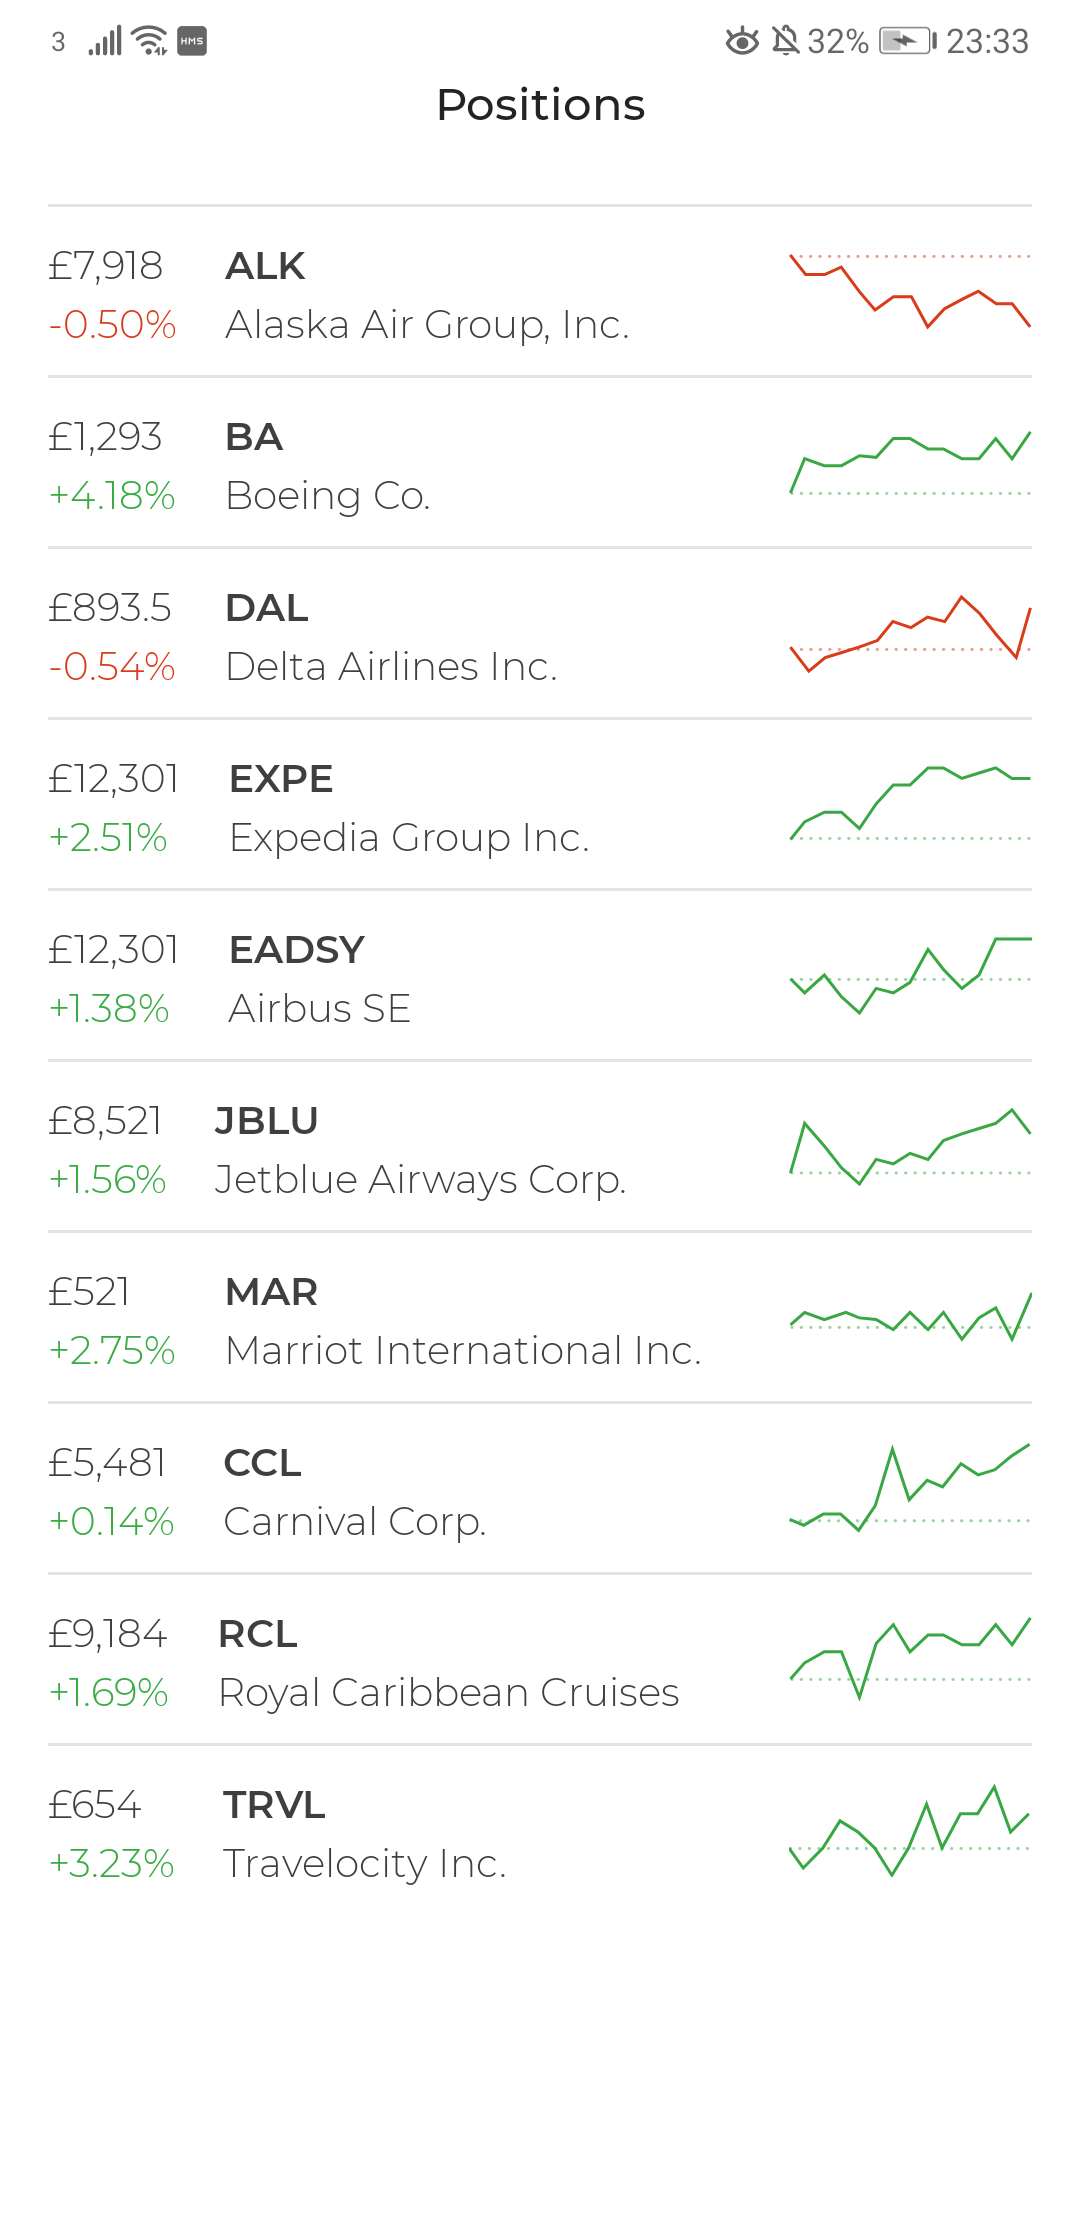 3 HMS 32% 23:33
Positions
£7,918 ALK
-0.50% Alaska Air Group, Inc.
£1,293 BA
+4.18% Boeing Co.
£893.5 DAL
-0.54% Delta Airlines Inc.
£12,301 EXPE
+2.51% Expedia Group Inc.
£12,301 EADSY
+1.38% Airbus SE
£8,521 JBLU
+1.56% Jetblue Airways Corp.
£521 MAR
+2.75% Marriot International Inc.
£5,481 CCL
+0.14% Carnival Corp.
£9,184 RCL
+1.69% Royal Caribbean Cruises
£654 TRVL
+3.23% Travelocity Inc.